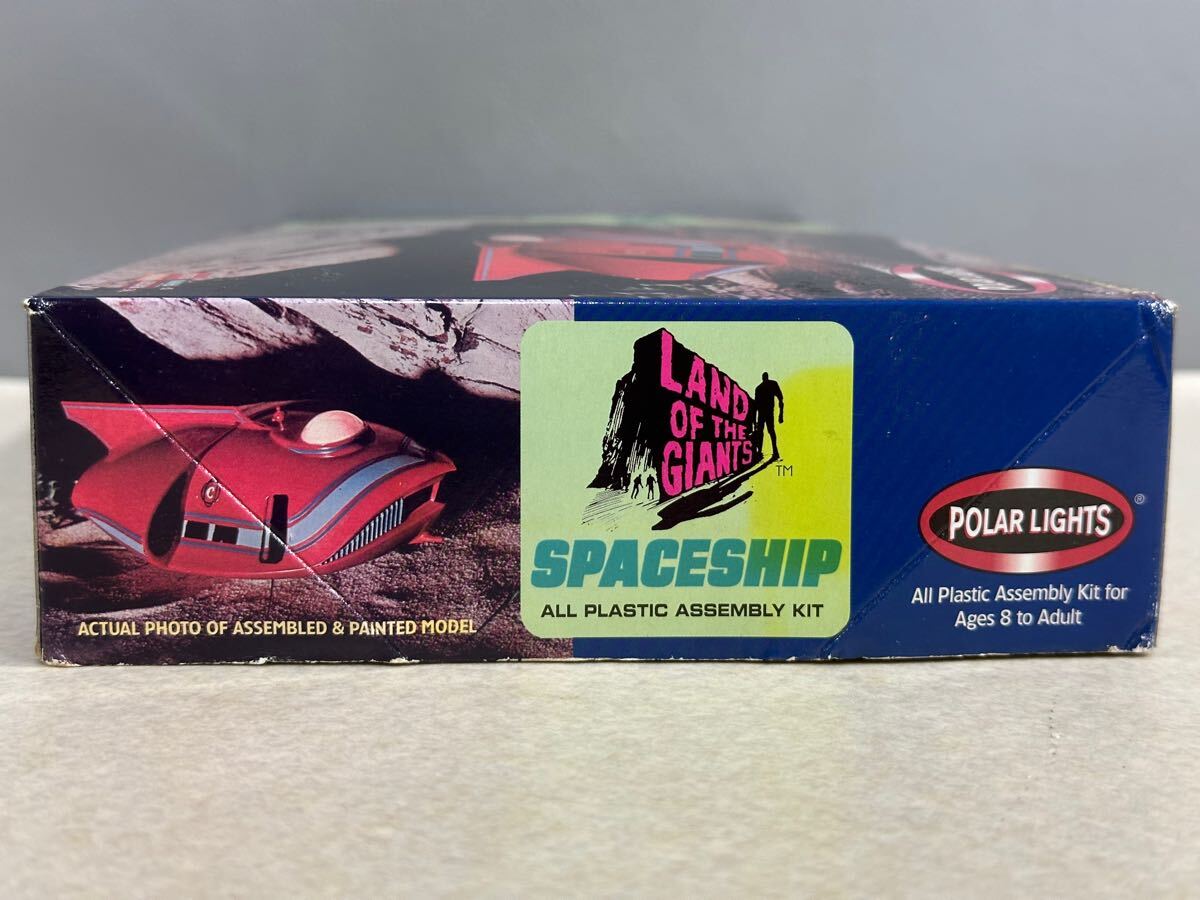 LAND
OF THE
GIANTS
TM
SPACESHIP
ALL PLASTIC ASSEMBLY KIT
ACTUAL PHOTO OF ASSEMBLED & PAINTED MODEL
POLAR LIGHTS
®
All Plastic Assembly Kit for
Ages 8 to Adult